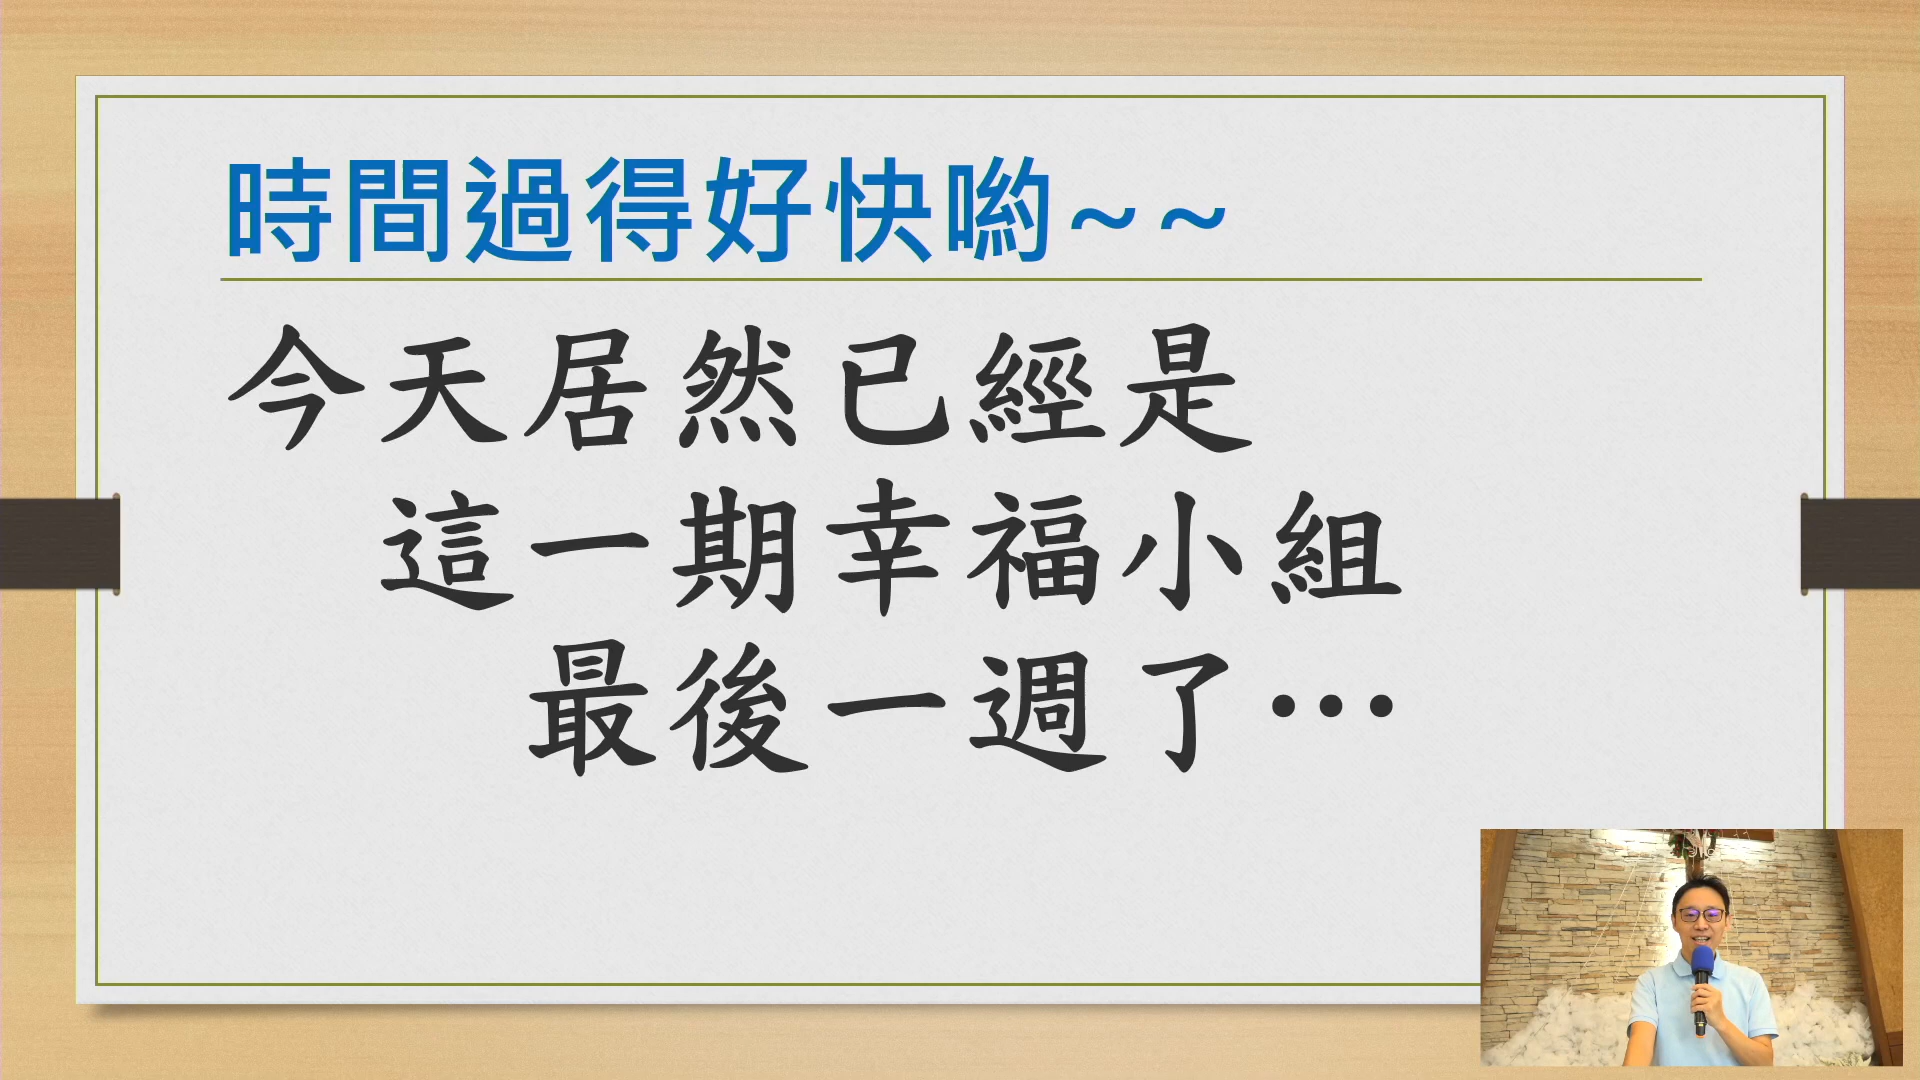 時間過得好快喲~~
今天居然已經是
這一期幸福小組
最後一週了…